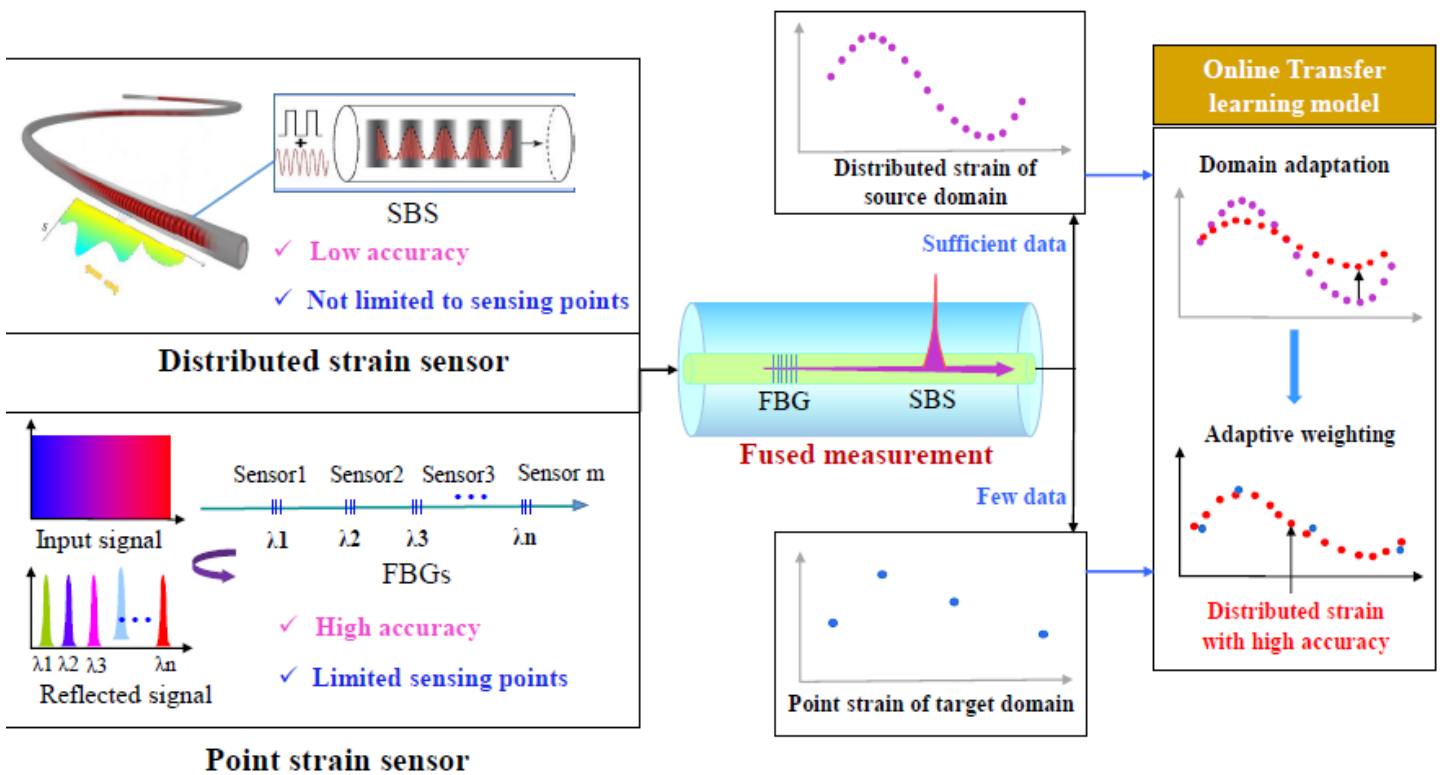 S
+
SBS
✓ Low accuracy
✓ Not limited to sensing points
Distributed strain sensor
Input signal
Sensor1 Sensor2 Sensor3 ... Sensor m
λ1 λ2 λ3 λn
FBGs
λ1 λ2 λ3 ... λn
Reflected signal
✓ High accuracy
✓ Limited sensing points
Point strain sensor
FBG
SBS
Fused measurement
Distributed strain of
source domain
Sufficient data
Few data
Point strain of target domain
Online Transfer
learning model
Domain adaptation
Adaptive weighting
Distributed strain
with high accuracy